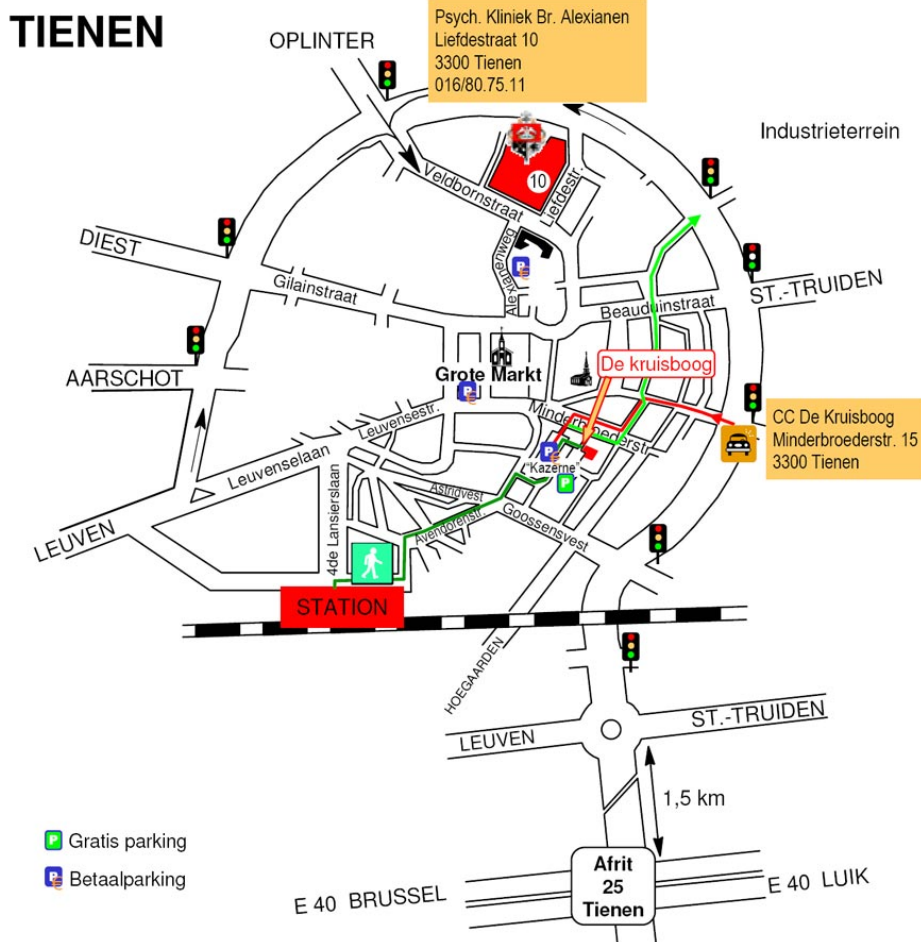 TIENEN
OPLINTER
Psych. Kliniek Br. Alexianen
Liefdestraat 10
3300 Tienen
016/80.75.11
Industrieterrein
10
Liefdestr.
Veldbornstraat
Alexianenweg
P
DIEST
Gilainstraat
Beauduinstraat
ST.-TRUIDEN
AARSCHOT
Grote Markt
De kruisboog
P
Leuvensestr.
Minderbroederstr.
CC De Kruisboog
Minderbroederstr. 15
3300 Tienen
P
"Kazerne"
P
Leuvenselaan
Astridvest
Avendorenstr.
Goossensvest
LEUVEN
4de Lansierslaan
STATION
HOEGAARDEN
LEUVEN
ST.-TRUIDEN
1,5 km
P Gratis parking
P Betaalparking
Afrit
25
Tienen
E 40 BRUSSEL
E 40 LUIK